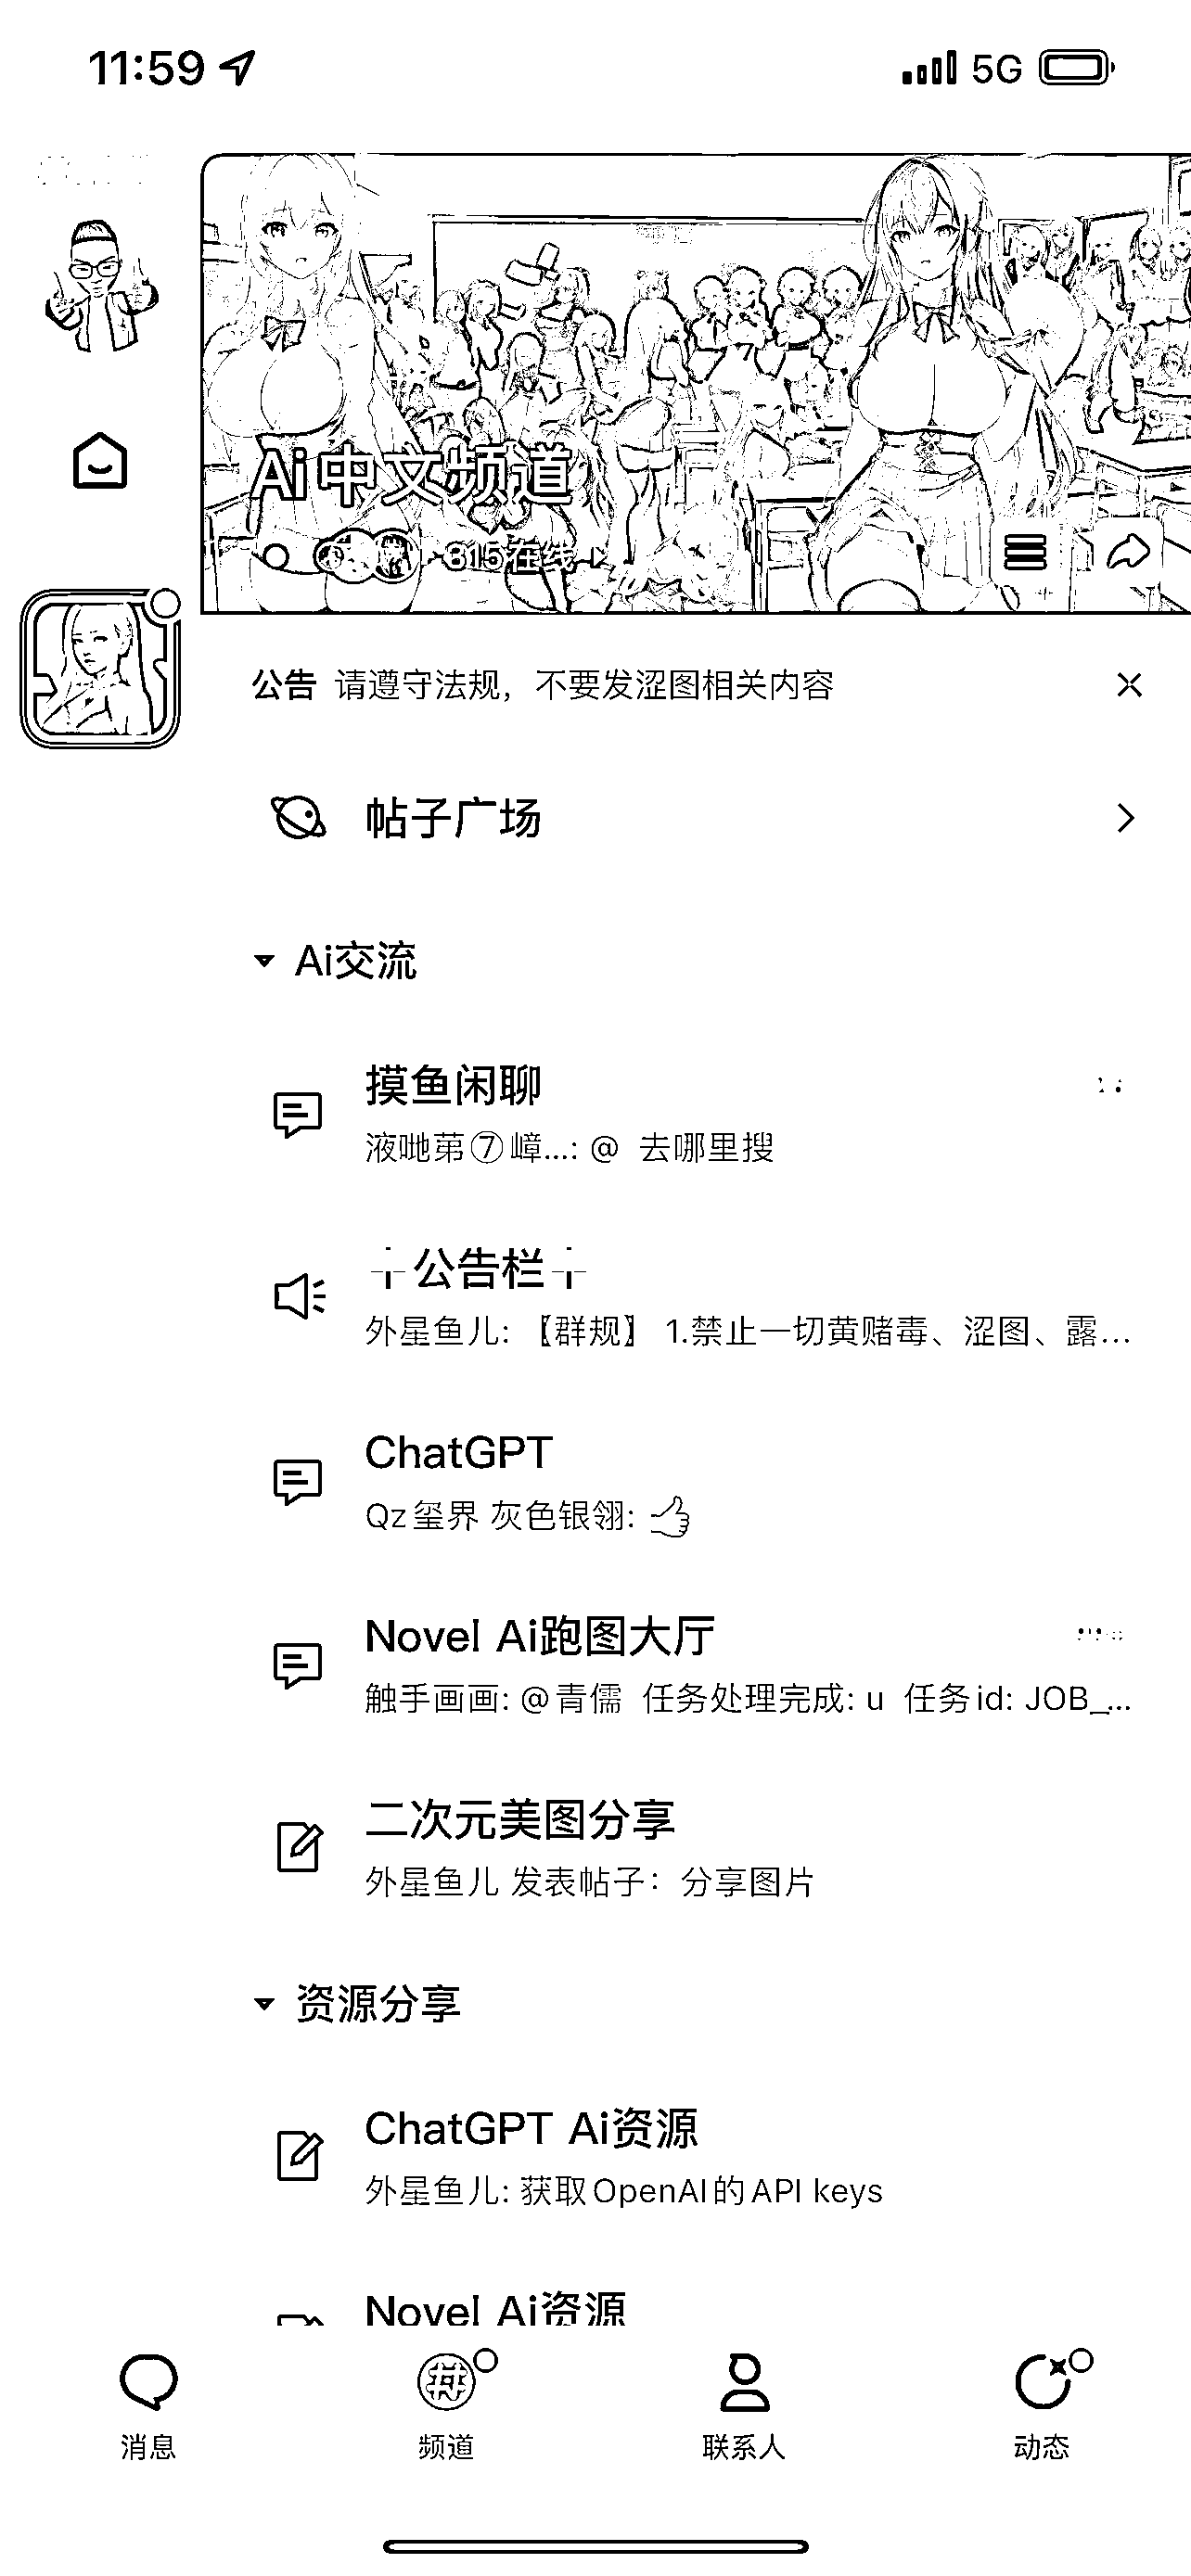 11:59
5G
Ai中文频道
315在线
公告 请遵守法规，不要发涩图相关内容
帖子广场
Ai交流
摸鱼闲聊
液哋苐⑦嶂...: @ 去哪里搜
公告栏
外星鱼儿: 【群规】 1.禁止一切黄赌毒、涩图、露...
ChatGPT
Qz玺界 灰色银翎: 👍
Novel Ai跑图大厅
触手画画: @青儒 任务处理完成: u 任务id: JOB_...
二次元美图分享
外星鱼儿 发表帖子：分享图片
资源分享
ChatGPT Ai资源
外星鱼儿: 获取OpenAI的API keys
Novel Ai资源
消息
频道
联系人
动态